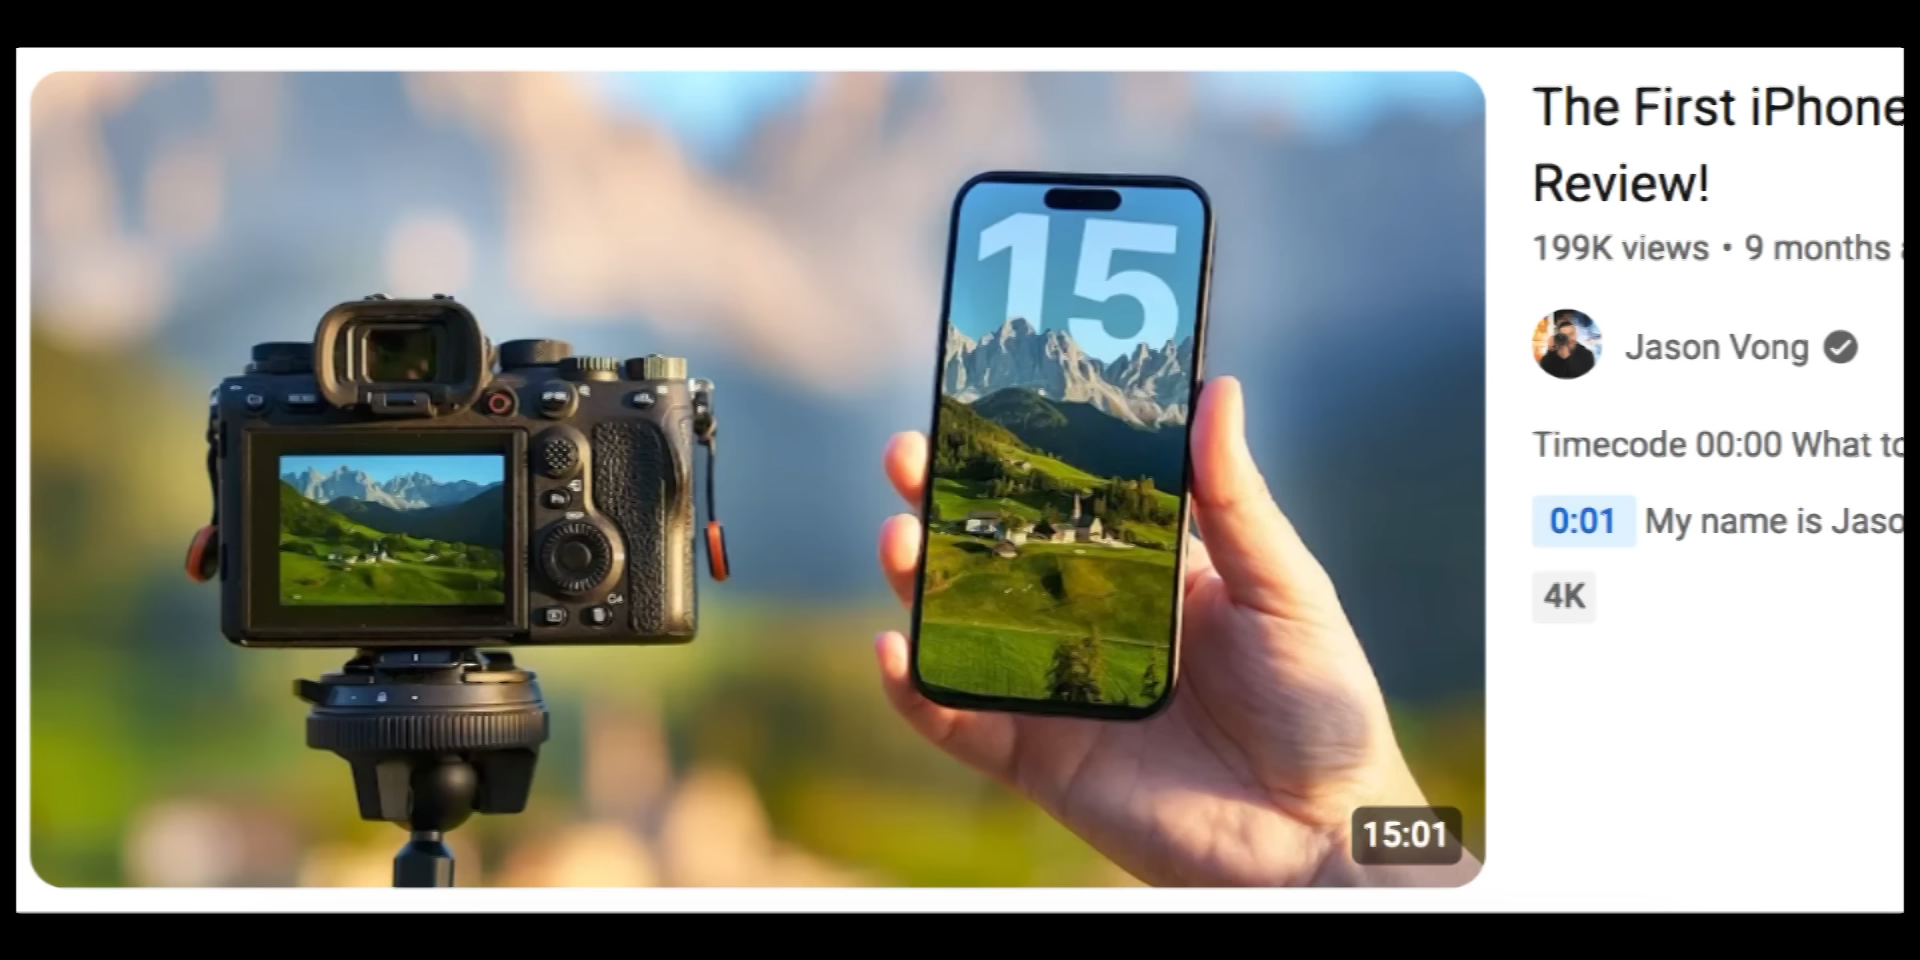 15
15:01
The First iPhone
Review!
199K views • 9 months
Jason Vong
Timecode 00:00 What to
0:01 My name is Jaso
4K